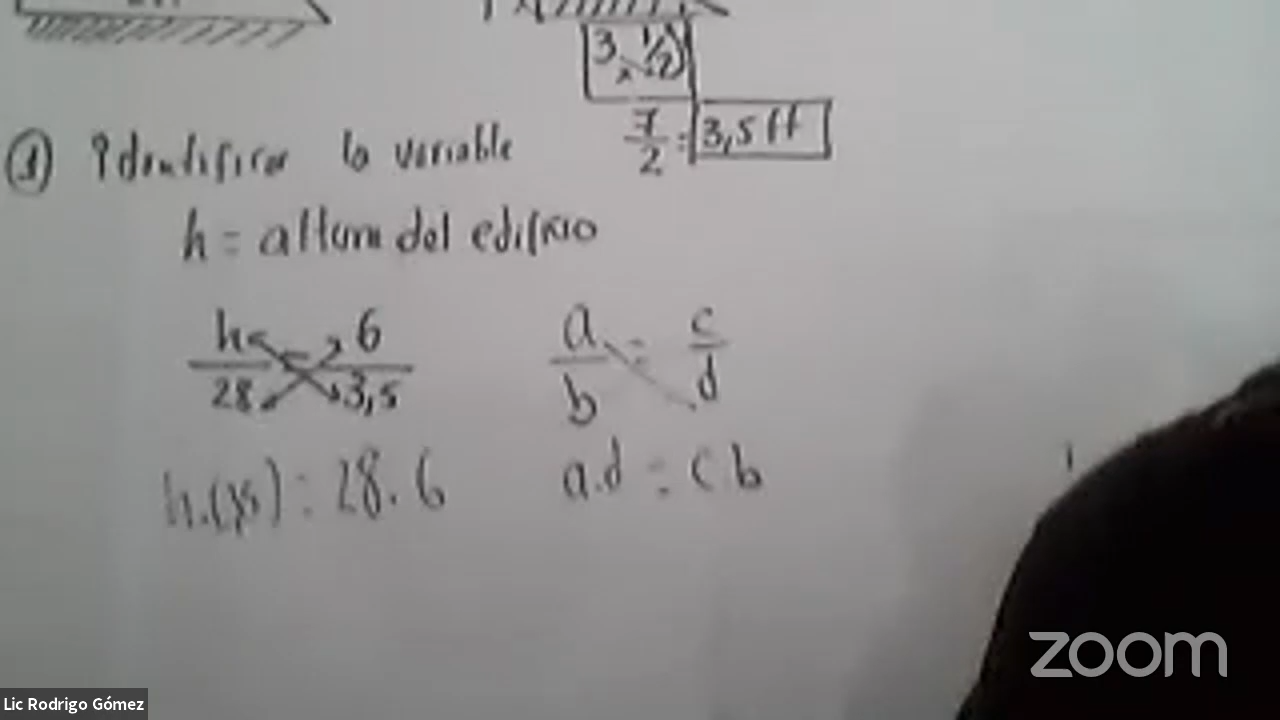 3 1/2
7/2 = 3,5 ft
① Identificar la variable
h = altura del edificio
h/28 = 6/3,5
a/b = c/d
h.(3,5) = 28.6
a.d = c.b
zoom
Lic Rodrigo Gómez